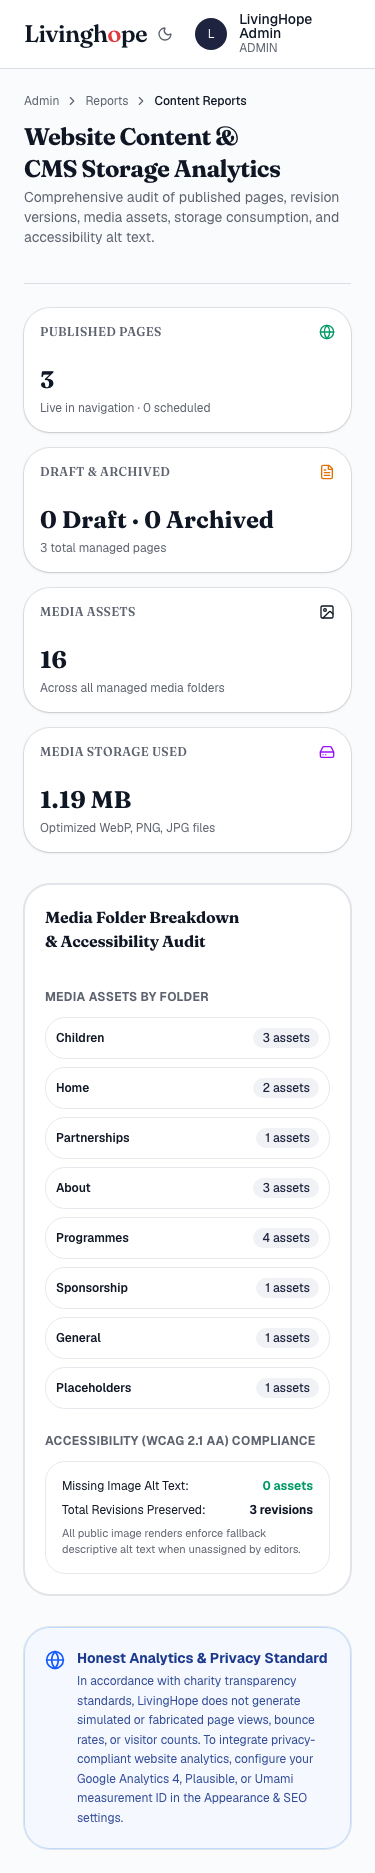 Livinghope
L
LivingHope
Admin
ADMIN
Admin > Reports > Content Reports
Website Content &
CMS Storage Analytics
Comprehensive audit of published pages, revision
versions, media assets, storage consumption, and
accessibility alt text.
PUBLISHED PAGES
3
Live in navigation · 0 scheduled
DRAFT & ARCHIVED
0 Draft · 0 Archived
3 total managed pages
MEDIA ASSETS
16
Across all managed media folders
MEDIA STORAGE USED
1.19 MB
Optimized WebP, PNG, JPG files
Media Folder Breakdown
& Accessibility Audit
MEDIA ASSETS BY FOLDER
Children 3 assets
Home 2 assets
Partnerships 1 assets
About 3 assets
Programmes 4 assets
Sponsorship 1 assets
General 1 assets
Placeholders 1 assets
ACCESSIBILITY (WCAG 2.1 AA) COMPLIANCE
Missing Image Alt Text: 0 assets
Total Revisions Preserved: 3 revisions
All public image renders enforce fallback
descriptive alt text when unassigned by editors.
Honest Analytics & Privacy Standard
In accordance with charity transparency
standards, LivingHope does not generate
simulated or fabricated page views, bounce
rates, or visitor counts. To integrate privacy-
compliant website analytics, configure your
Google Analytics 4, Plausible, or Umami
measurement ID in the Appearance & SEO
settings.